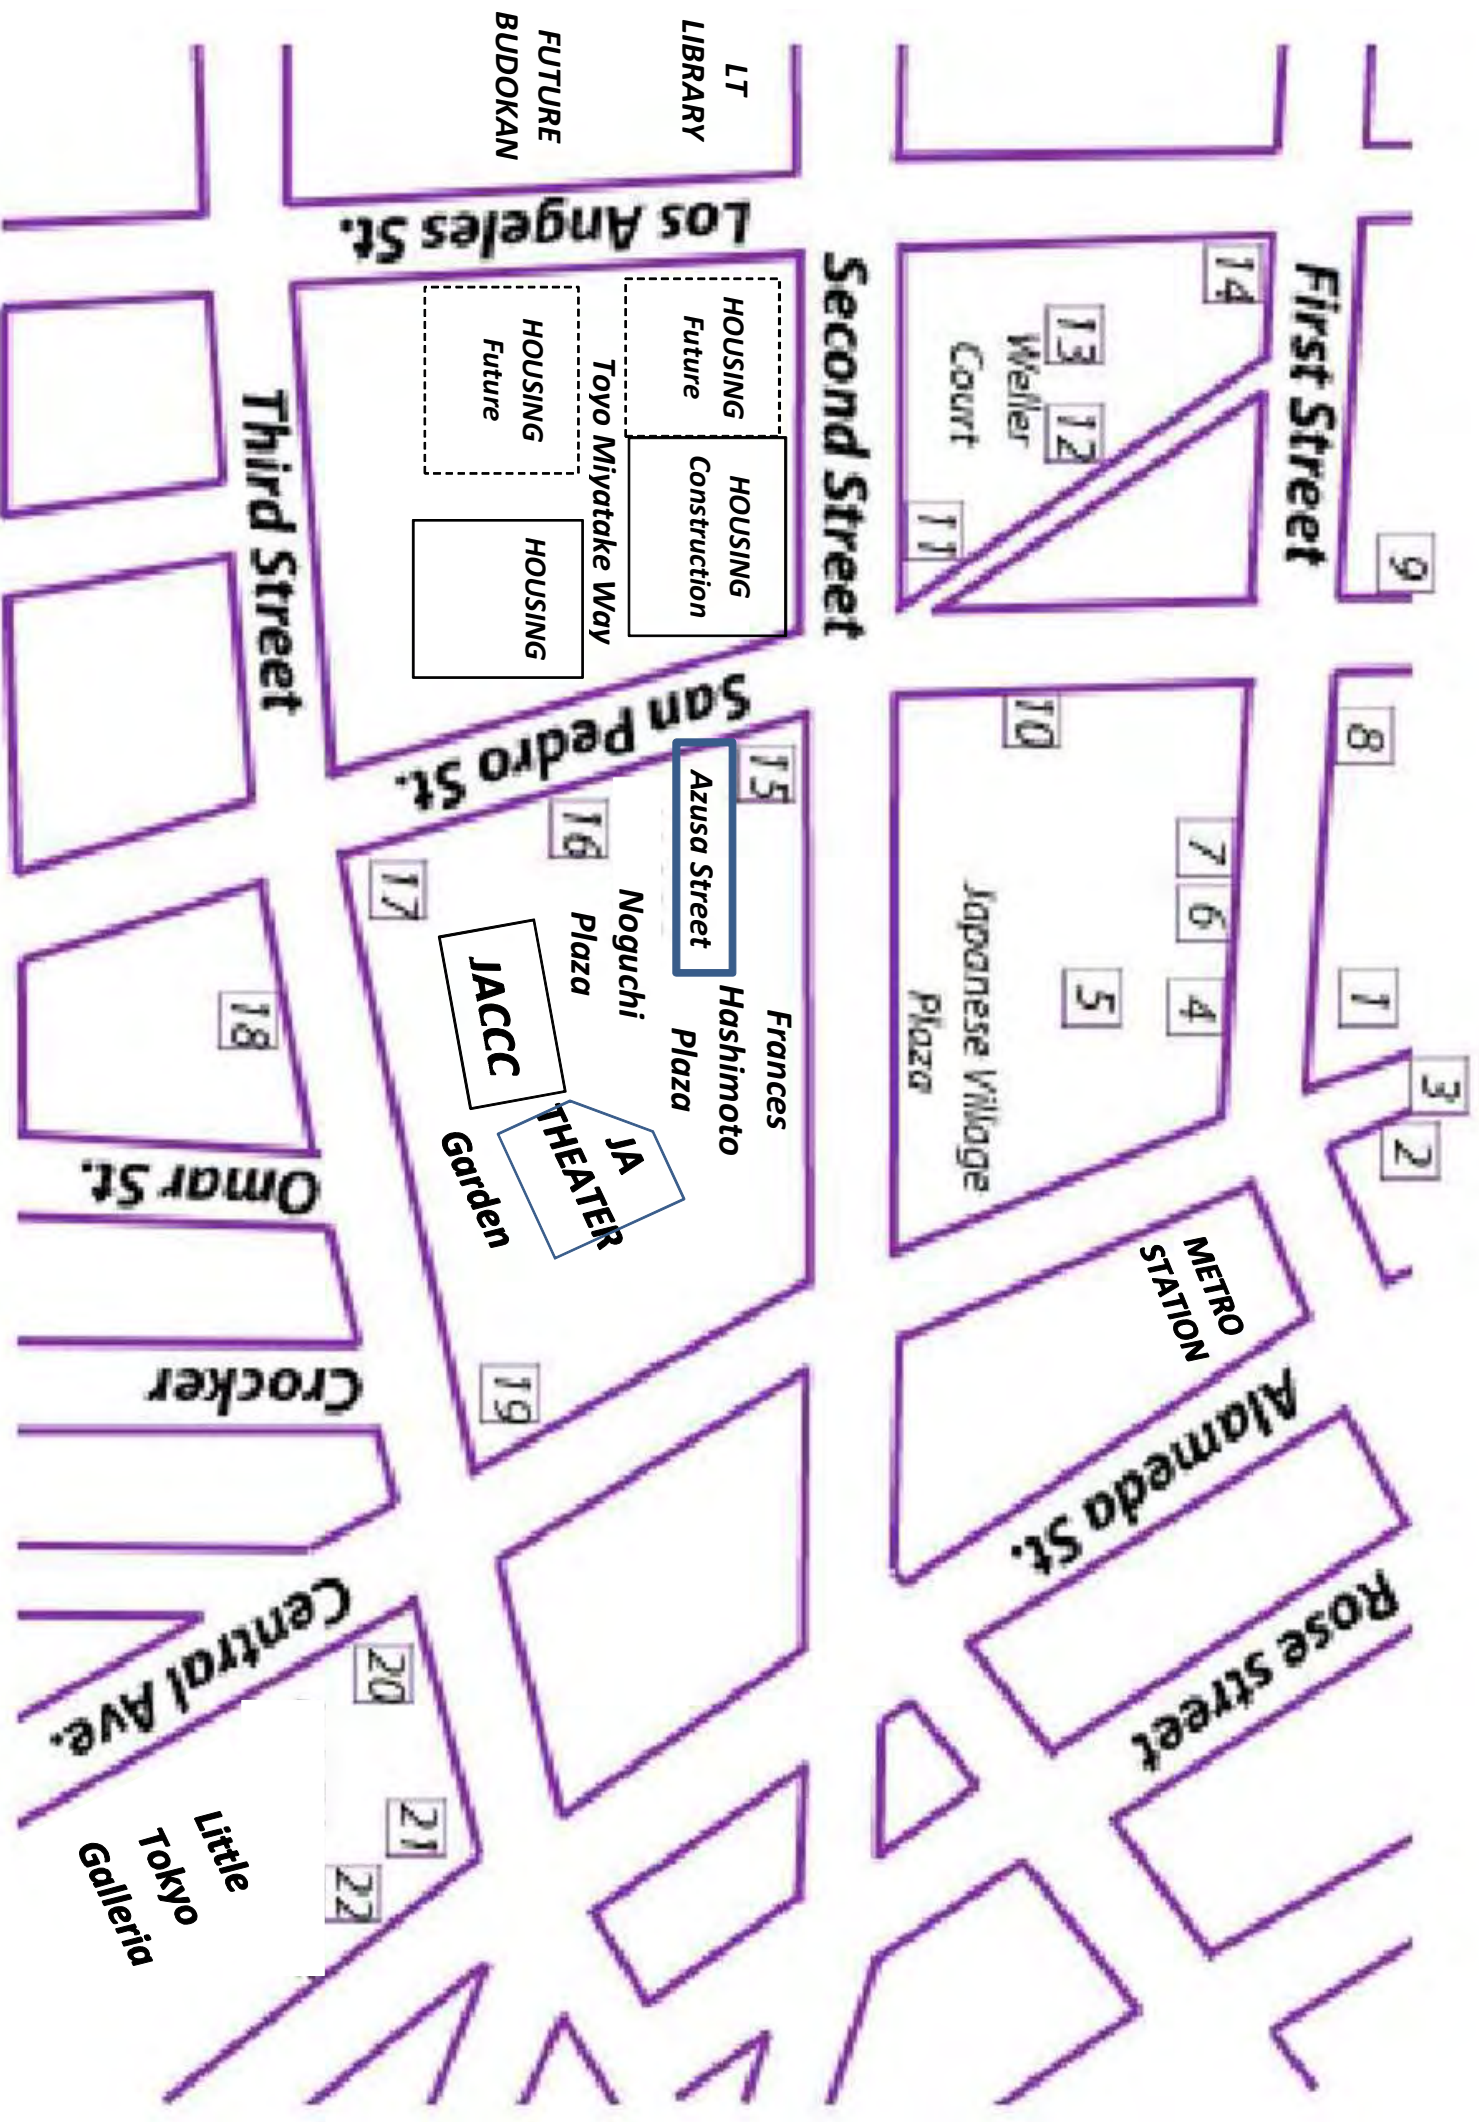 LT
LIBRARY
FUTURE
BUDOKAN
Los Angeles St.
First Street
Second Street
Third Street
14
13
12
Weller
Court
11
9
HOUSING
Future
HOUSING
Construction
Toyo Miyatake Way
HOUSING
Future
HOUSING
San Pedro St.
8
1
3
2
10
7
6
4
5
Japanese Village
Plaza
15
Azusa Street
16
17
Noguchi
Plaza
Frances
Hashimoto
Plaza
JACCC
JA
THEATER
Garden
18
19
Omar St.
Crocker
METRO
STATION
Alameda St.
Rose street
Central Ave.
20
21
22
Little
Tokyo
Galleria